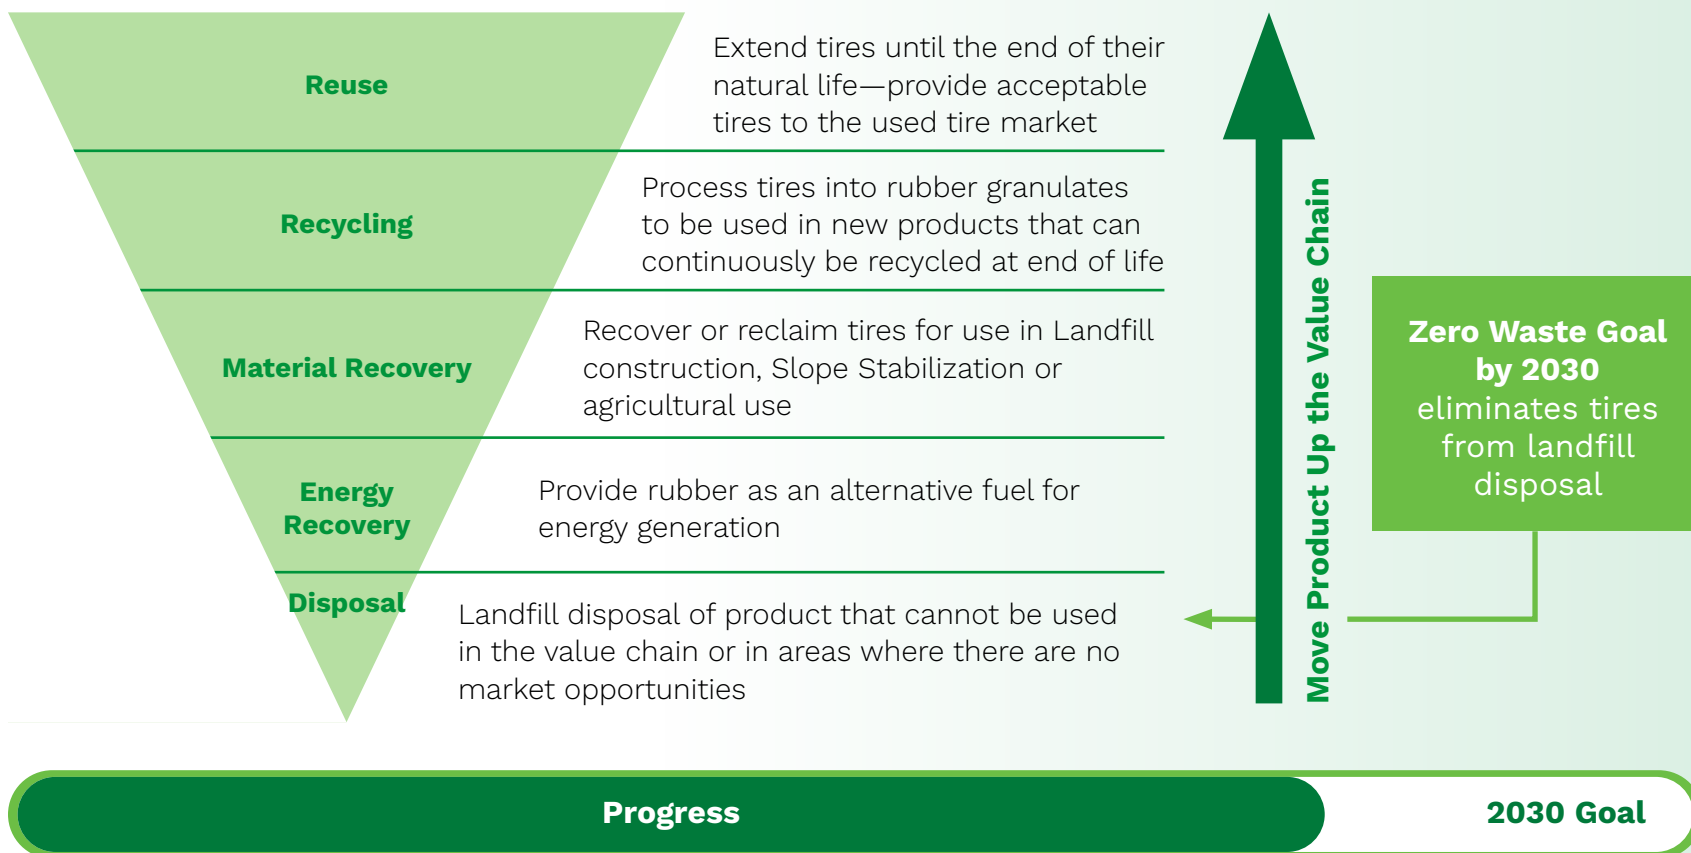 Reuse
Extend tires until the end of their
natural life—provide acceptable
tires to the used tire market
Recycling
Process tires into rubber granulates
to be used in new products that can
continuously be recycled at end of life
Material Recovery
Recover or reclaim tires for use in Landfill
construction, Slope Stabilization or
agricultural use
Energy
Recovery
Provide rubber as an alternative fuel for
energy generation
Disposal
Landfill disposal of product that cannot be used
in the value chain or in areas where there are no
market opportunities
Move Product Up the Value Chain
Zero Waste Goal
by 2030
eliminates tires
from landfill
disposal
Progress
2030 Goal